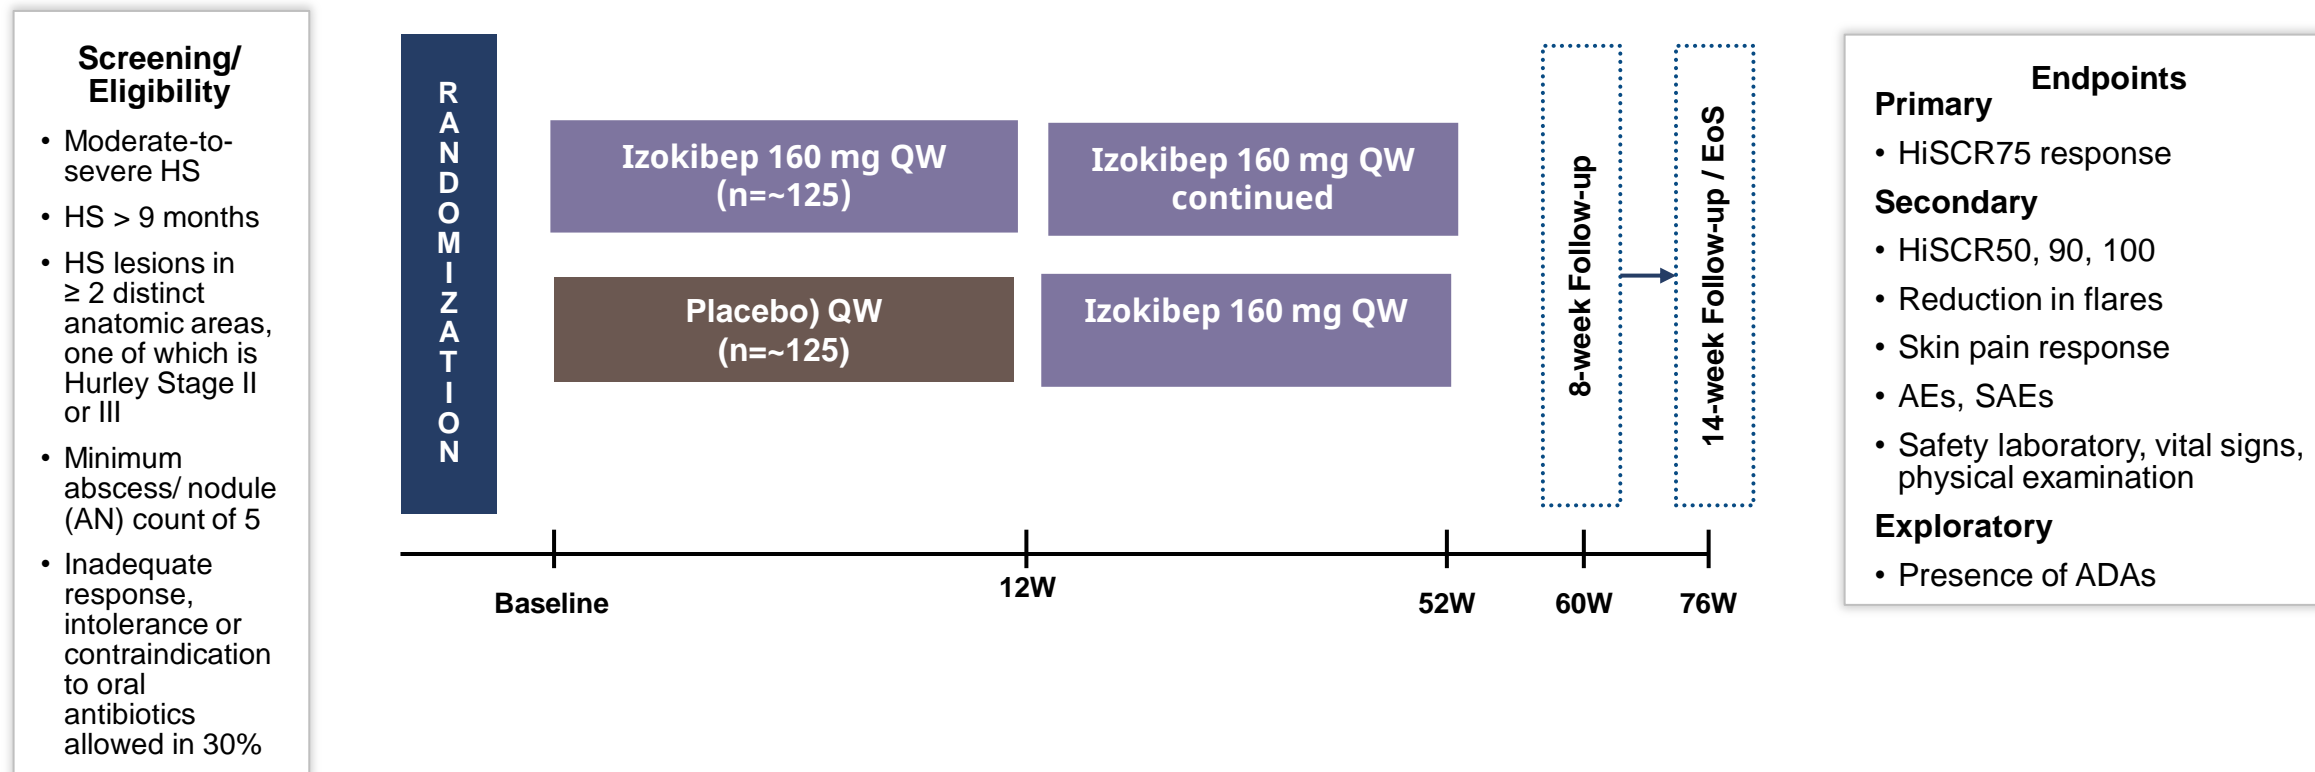 Screening/
Eligibility
• Moderate-to-
severe HS
• HS > 9 months
• HS lesions in
≥ 2 distinct
anatomic areas,
one of which is
Hurley Stage II
or III
• Minimum
abscess/ nodule
(AN) count of 5
• Inadequate
response,
intolerance or
contraindication
to oral
antibiotics
allowed in 30%
RANDOMIZATION
Izokibep 160 mg QW
(n=~125)
Izokibep 160 mg QW
continued
Placebo) QW
(n=~125)
Izokibep 160 mg QW
8-week Follow-up
14-week Follow-up / EoS
Baseline
12W
52W
60W
76W
Endpoints
Primary
• HiSCR75 response
Secondary
• HiSCR50, 90, 100
• Reduction in flares
• Skin pain response
• AEs, SAEs
• Safety laboratory, vital signs,
physical examination
Exploratory
• Presence of ADAs